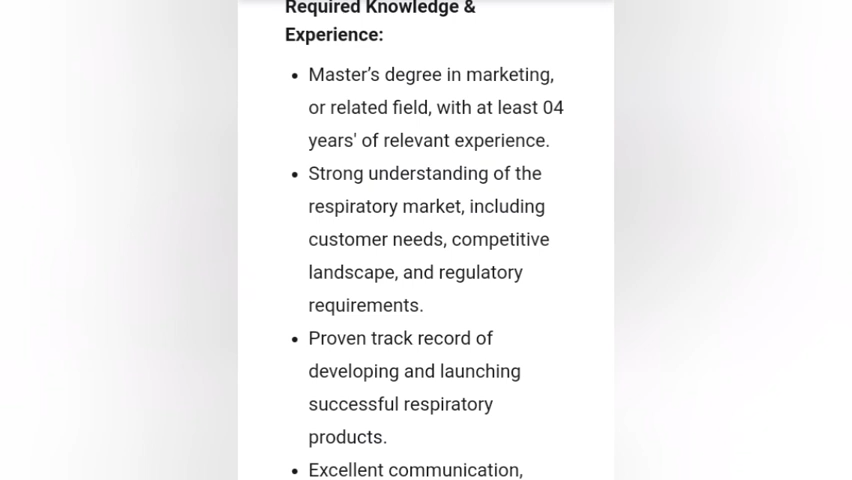 Required Knowledge &
Experience:
• Master’s degree in marketing,
or related field, with at least 04
years' of relevant experience.
• Strong understanding of the
respiratory market, including
customer needs, competitive
landscape, and regulatory
requirements.
• Proven track record of
developing and launching
successful respiratory
products.
• Excellent communication,